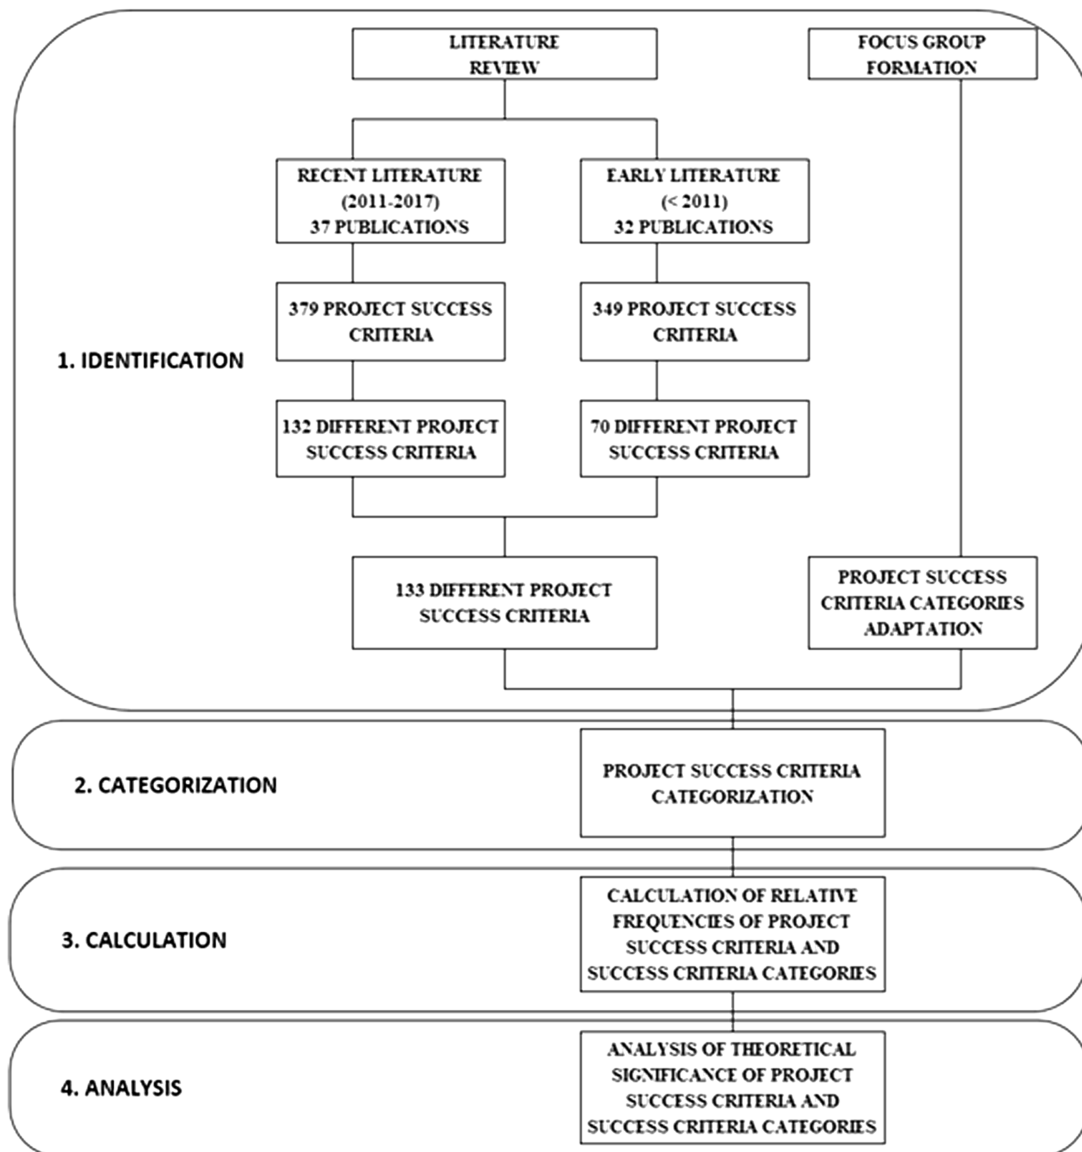 LITERATURE
REVIEW
FOCUS GROUP
FORMATION
RECENT LITERATURE
(2011-2017)
37 PUBLICATIONS
EARLY LITERATURE
(< 2011)
32 PUBLICATIONS
379 PROJECT SUCCESS
CRITERIA
349 PROJECT SUCCESS
CRITERIA
1. IDENTIFICATION
132 DIFFERENT PROJECT
SUCCESS CRITERIA
70 DIFFERENT PROJECT
SUCCESS CRITERIA
133 DIFFERENT PROJECT
SUCCESS CRITERIA
PROJECT SUCCESS
CRITERIA CATEGORIES
ADAPTATION
2. CATEGORIZATION
PROJECT SUCCESS CRITERIA
CATEGORIZATION
3. CALCULATION
CALCULATION OF RELATIVE
FREQUENCIES OF PROJECT
SUCCESS CRITERIA AND
SUCCESS CRITERIA CATEGORIES
4. ANALYSIS
ANALYSIS OF THEORETICAL
SIGNIFICANCE OF PROJECT
SUCCESS CRITERIA AND
SUCCESS CRITERIA CATEGORIES